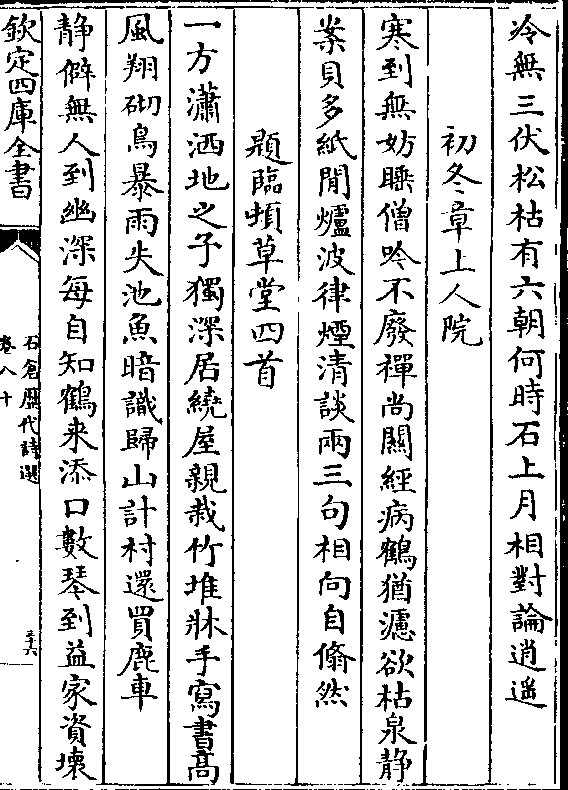 冷無三伏松枯有六朝何時石上月相對論逍遥
初冬章上人院
寒到無妨睡僧吟不廢禪尚關經病鶴猶濾欲枯泉静
案貝多紙閒爐波律煙清談兩三句相向自翛然
題臨頓草堂四首
一方瀟洒地之子獨深居繞屋親栽竹堆牀手寫書髙
風翔砌鳥暴雨失池魚暗識歸山計村還買鹿車
静僻無人到幽深每自知鶴来添口數琴到益家資壞
欽定四庫全書
石倉歷代詩選
卷八十
三十六